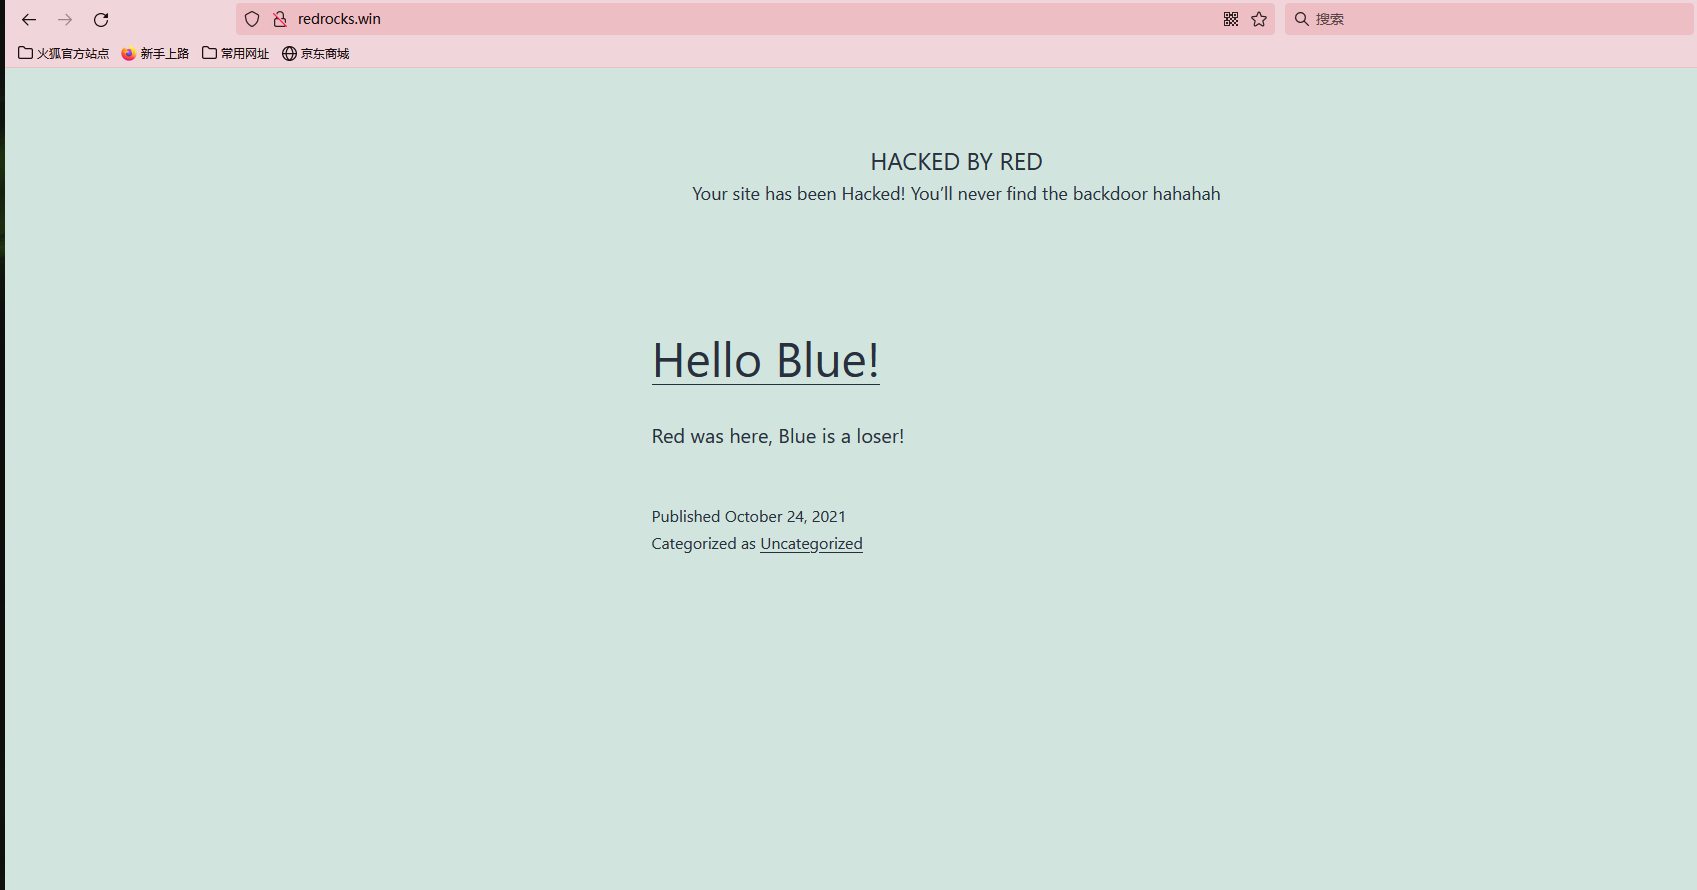 redrocks.win
搜索
火狐官方站点 新手上路 常用网址 京东商城
HACKED BY RED
Your site has been Hacked! You’ll never find the backdoor hahahah
Hello Blue!
Red was here, Blue is a loser!
Published October 24, 2021
Categorized as Uncategorized